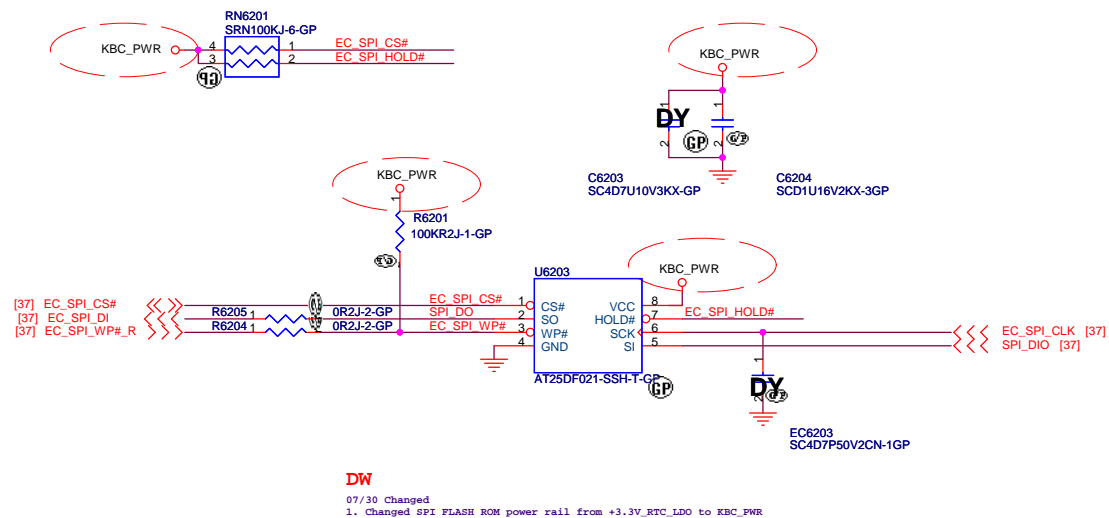 RN6201
SRN100KJ-6-GP
KBC_PWR
4
3
1
2
EC_SPI_CS#
EC_SPI_HOLD#
GP
KBC_PWR
1
2
DY
GP
1
2
GP
C6203
SC4D7U10V3KX-GP
C6204
SCD1U16V2KX-3GP
KBC_PWR
1
R6201
100KR2J-1-GP
KBC_PWR
U6203
[37] EC_SPI_CS#
[37] EC_SPI_DI
[37] EC_SPI_WP#_R
R6205 1
R6204 1
0R2J-2-GP
0R2J-2-GP
EC_SPI_CS#
SPI_DO
EC_SPI_WP#
1
2
3
4
CS#
SO
WP#
GND
VCC
HOLD#
SCK
SI
8
7
6
5
EC_SPI_HOLD#
EC_SPI_CLK [37]
SPI_DIO [37]
AT25DF021-SSH-T-GP
GP
1
2
DY
GP
EC6203
SC4D7P50V2CN-1GP
DW
07/30 Changed
1. Changed SPI FLASH ROM power rail from +3.3V_RTC_LDO to KBC_PWR